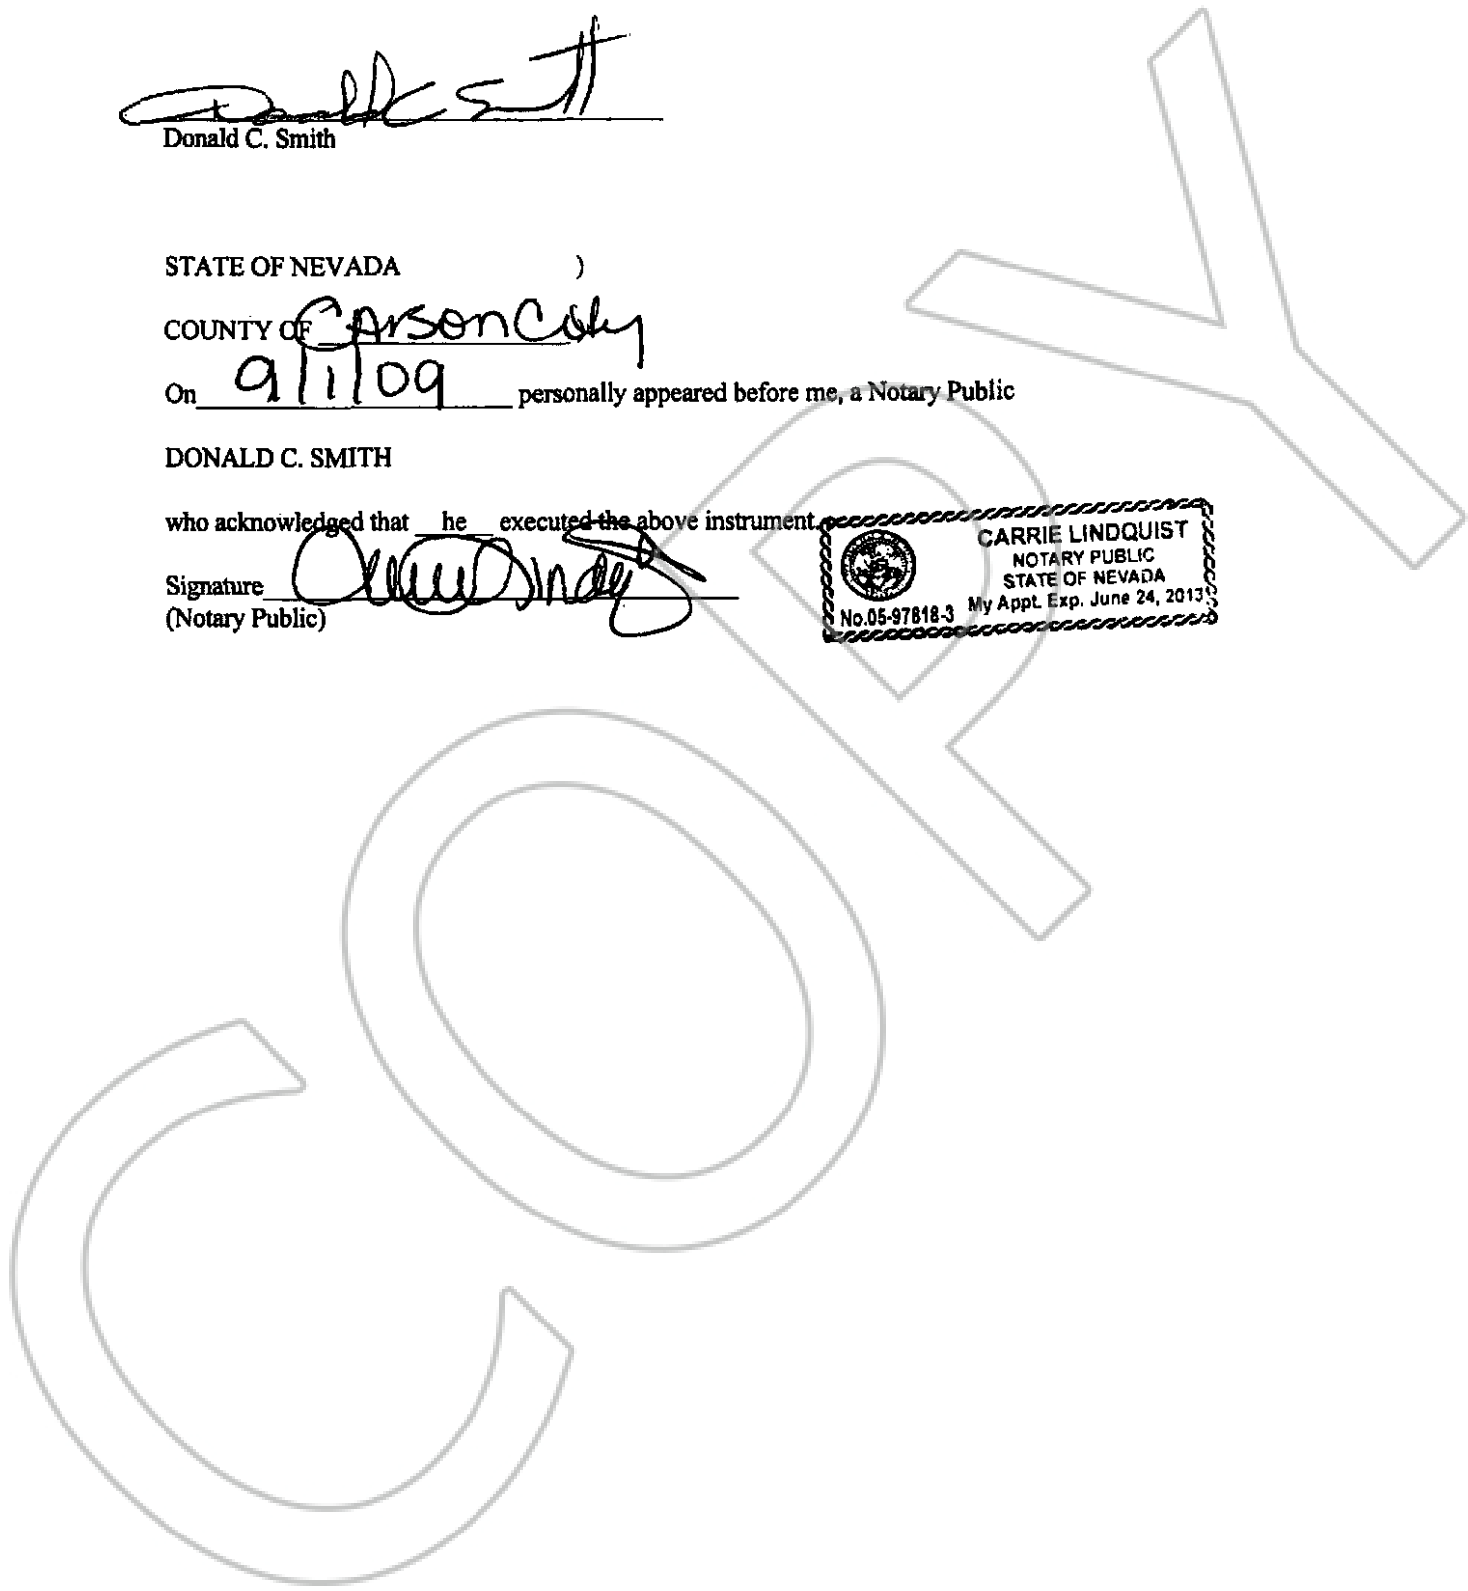 Donald C Smith
Donald C. Smith
STATE OF NEVADA )
COUNTY OF Carson City
On 9/1/09 personally appeared before me, a Notary Public
DONALD C. SMITH
who acknowledged that he executed the above instrument.
Signature
(Notary Public)
CARRIE LINDQUIST
NOTARY PUBLIC
STATE OF NEVADA
My Appt. Exp. June 24, 2013
No.05-97818-3
COPY